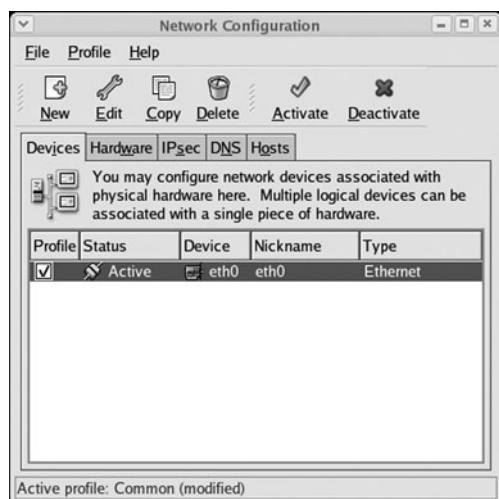 Network Configuration
File Profile Help
New Edit Copy Delete Activate Deactivate
Devices Hardware IPsec DNS Hosts
You may configure network devices associated with
physical hardware here. Multiple logical devices can be
associated with a single piece of hardware.
Profile Status Device Nickname Type
Active eth0 eth0 Ethernet
Active profile: Common (modified)